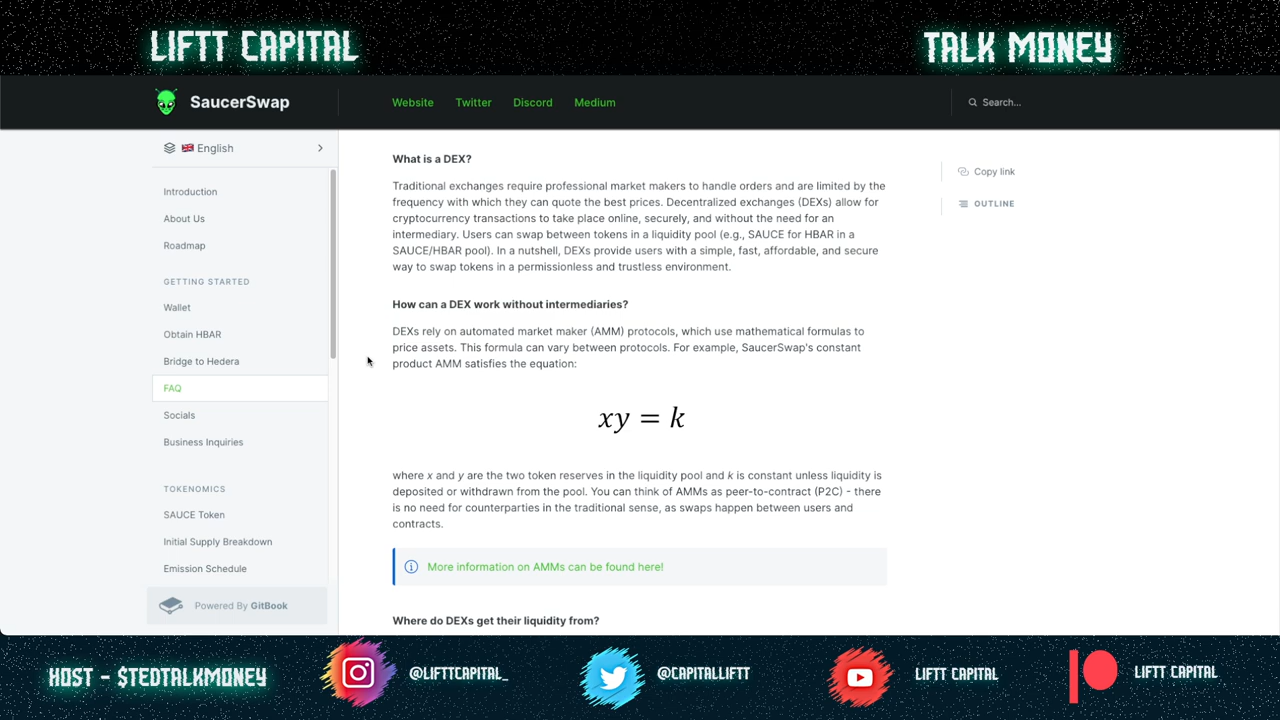 LIFTT CAPITAL
TALK MONEY
SaucerSwap
Website
Twitter
Discord
Medium
Search...
English
Introduction
About Us
Roadmap
GETTING STARTED
Wallet
Obtain HBAR
Bridge to Hedera
FAQ
Socials
Business Inquiries
TOKENOMICS
SAUCE Token
Initial Supply Breakdown
Emission Schedule
Powered By GitBook
What is a DEX?
Traditional exchanges require professional market makers to handle orders and are limited by the
frequency with which they can quote the best prices. Decentralized exchanges (DEXs) allow for
cryptocurrency transactions to take place online, securely, and without the need for an
intermediary. Users can swap between tokens in a liquidity pool (e.g., SAUCE for HBAR in a
SAUCE/HBAR pool). In a nutshell, DEXs provide users with a simple, fast, affordable, and secure
way to swap tokens in a permissionless and trustless environment.
How can a DEX work without intermediaries?
DEXs rely on automated market maker (AMM) protocols, which use mathematical formulas to
price assets. This formula can vary between protocols. For example, SaucerSwap's constant
product AMM satisfies the equation:
xy = k
where x and y are the two token reserves in the liquidity pool and k is constant unless liquidity is
deposited or withdrawn from the pool. You can think of AMMs as peer-to-contract (P2C) - there
is no need for counterparties in the traditional sense, as swaps happen between users and
contracts.
More information on AMMs can be found here!
Where do DEXs get their liquidity from?
Copy link
OUTLINE
HOST - $TEDTALKMONEY
@LIFTTCAPITAL_
@CAPITALLIFTT
LIFTT CAPITAL
LIFTT CAPITAL